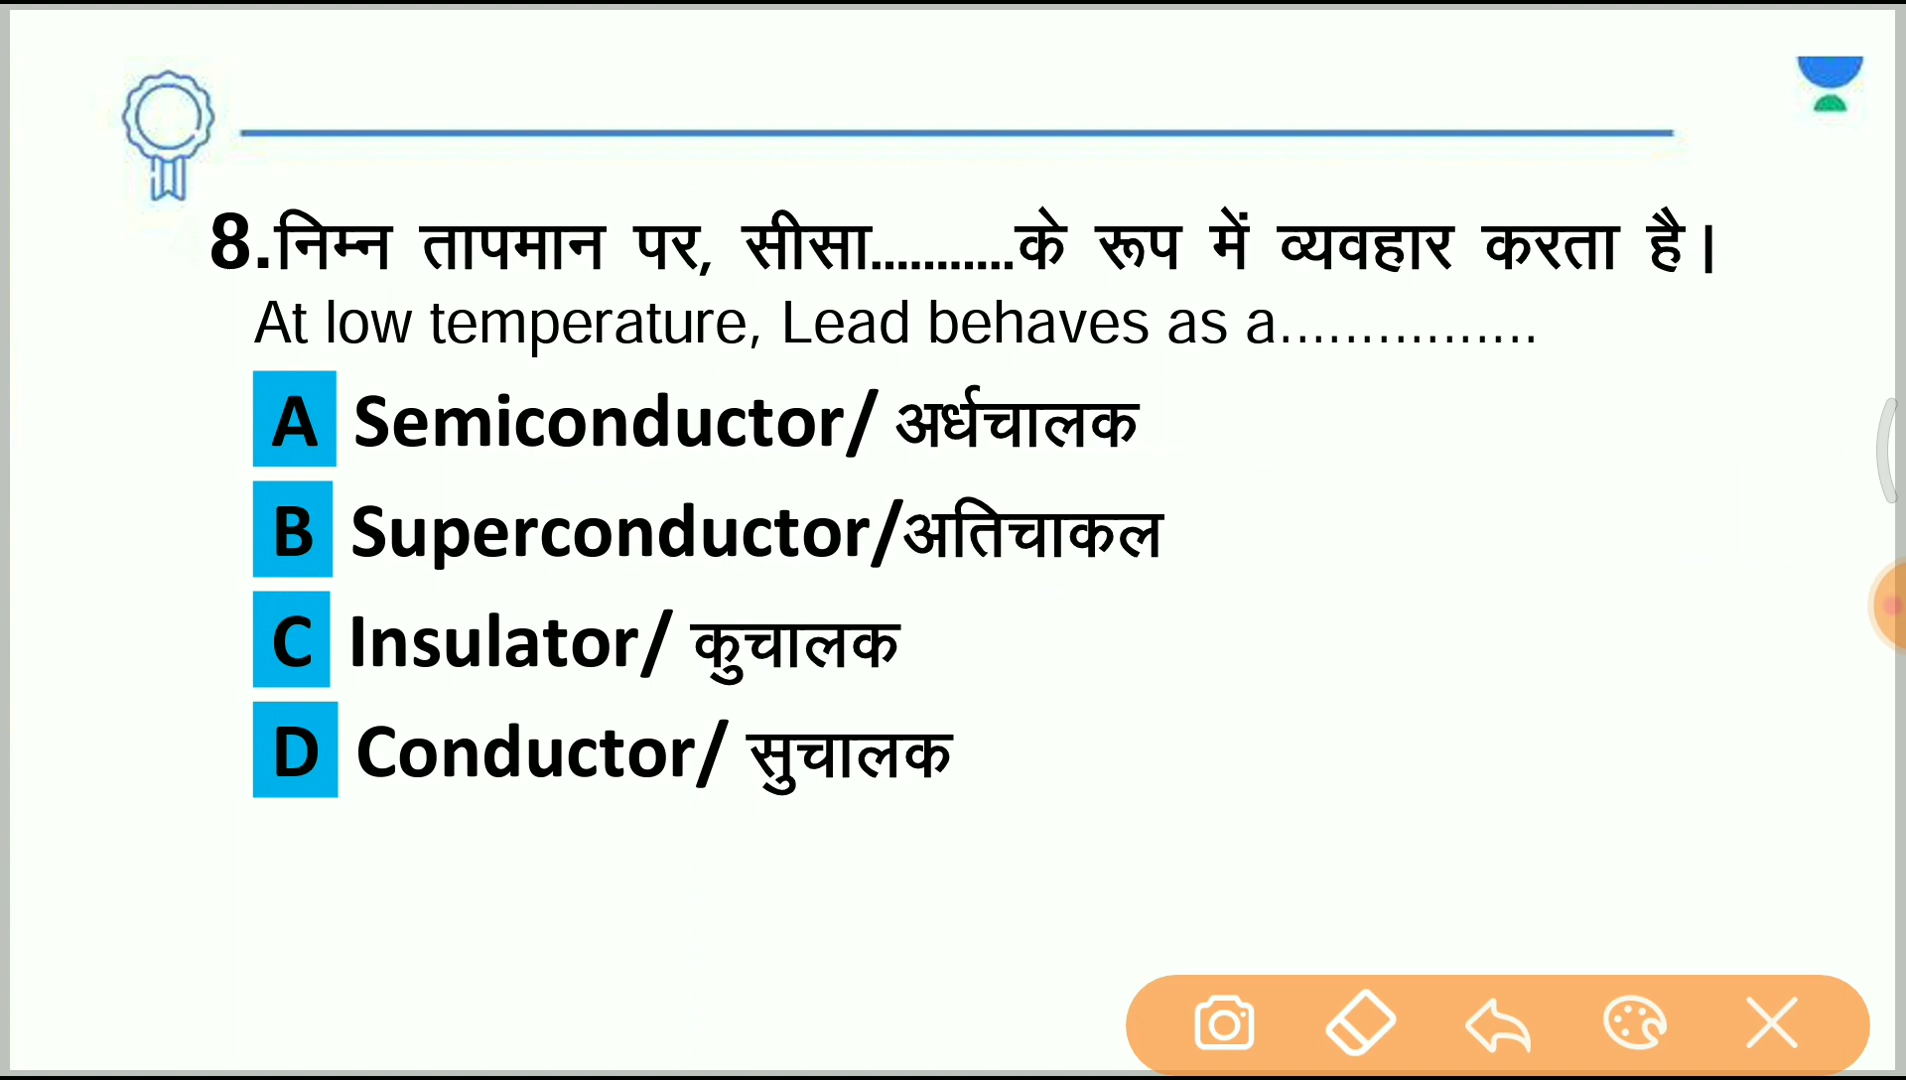 8.निम्न तापमान पर, सीसा...........के रूप में व्यवहार करता है।
At low temperature, Lead behaves as a................
A Semiconductor/ अर्धचालक
B Superconductor/अतिचाकल
C Insulator/ कुचालक
D Conductor/ सुचालक